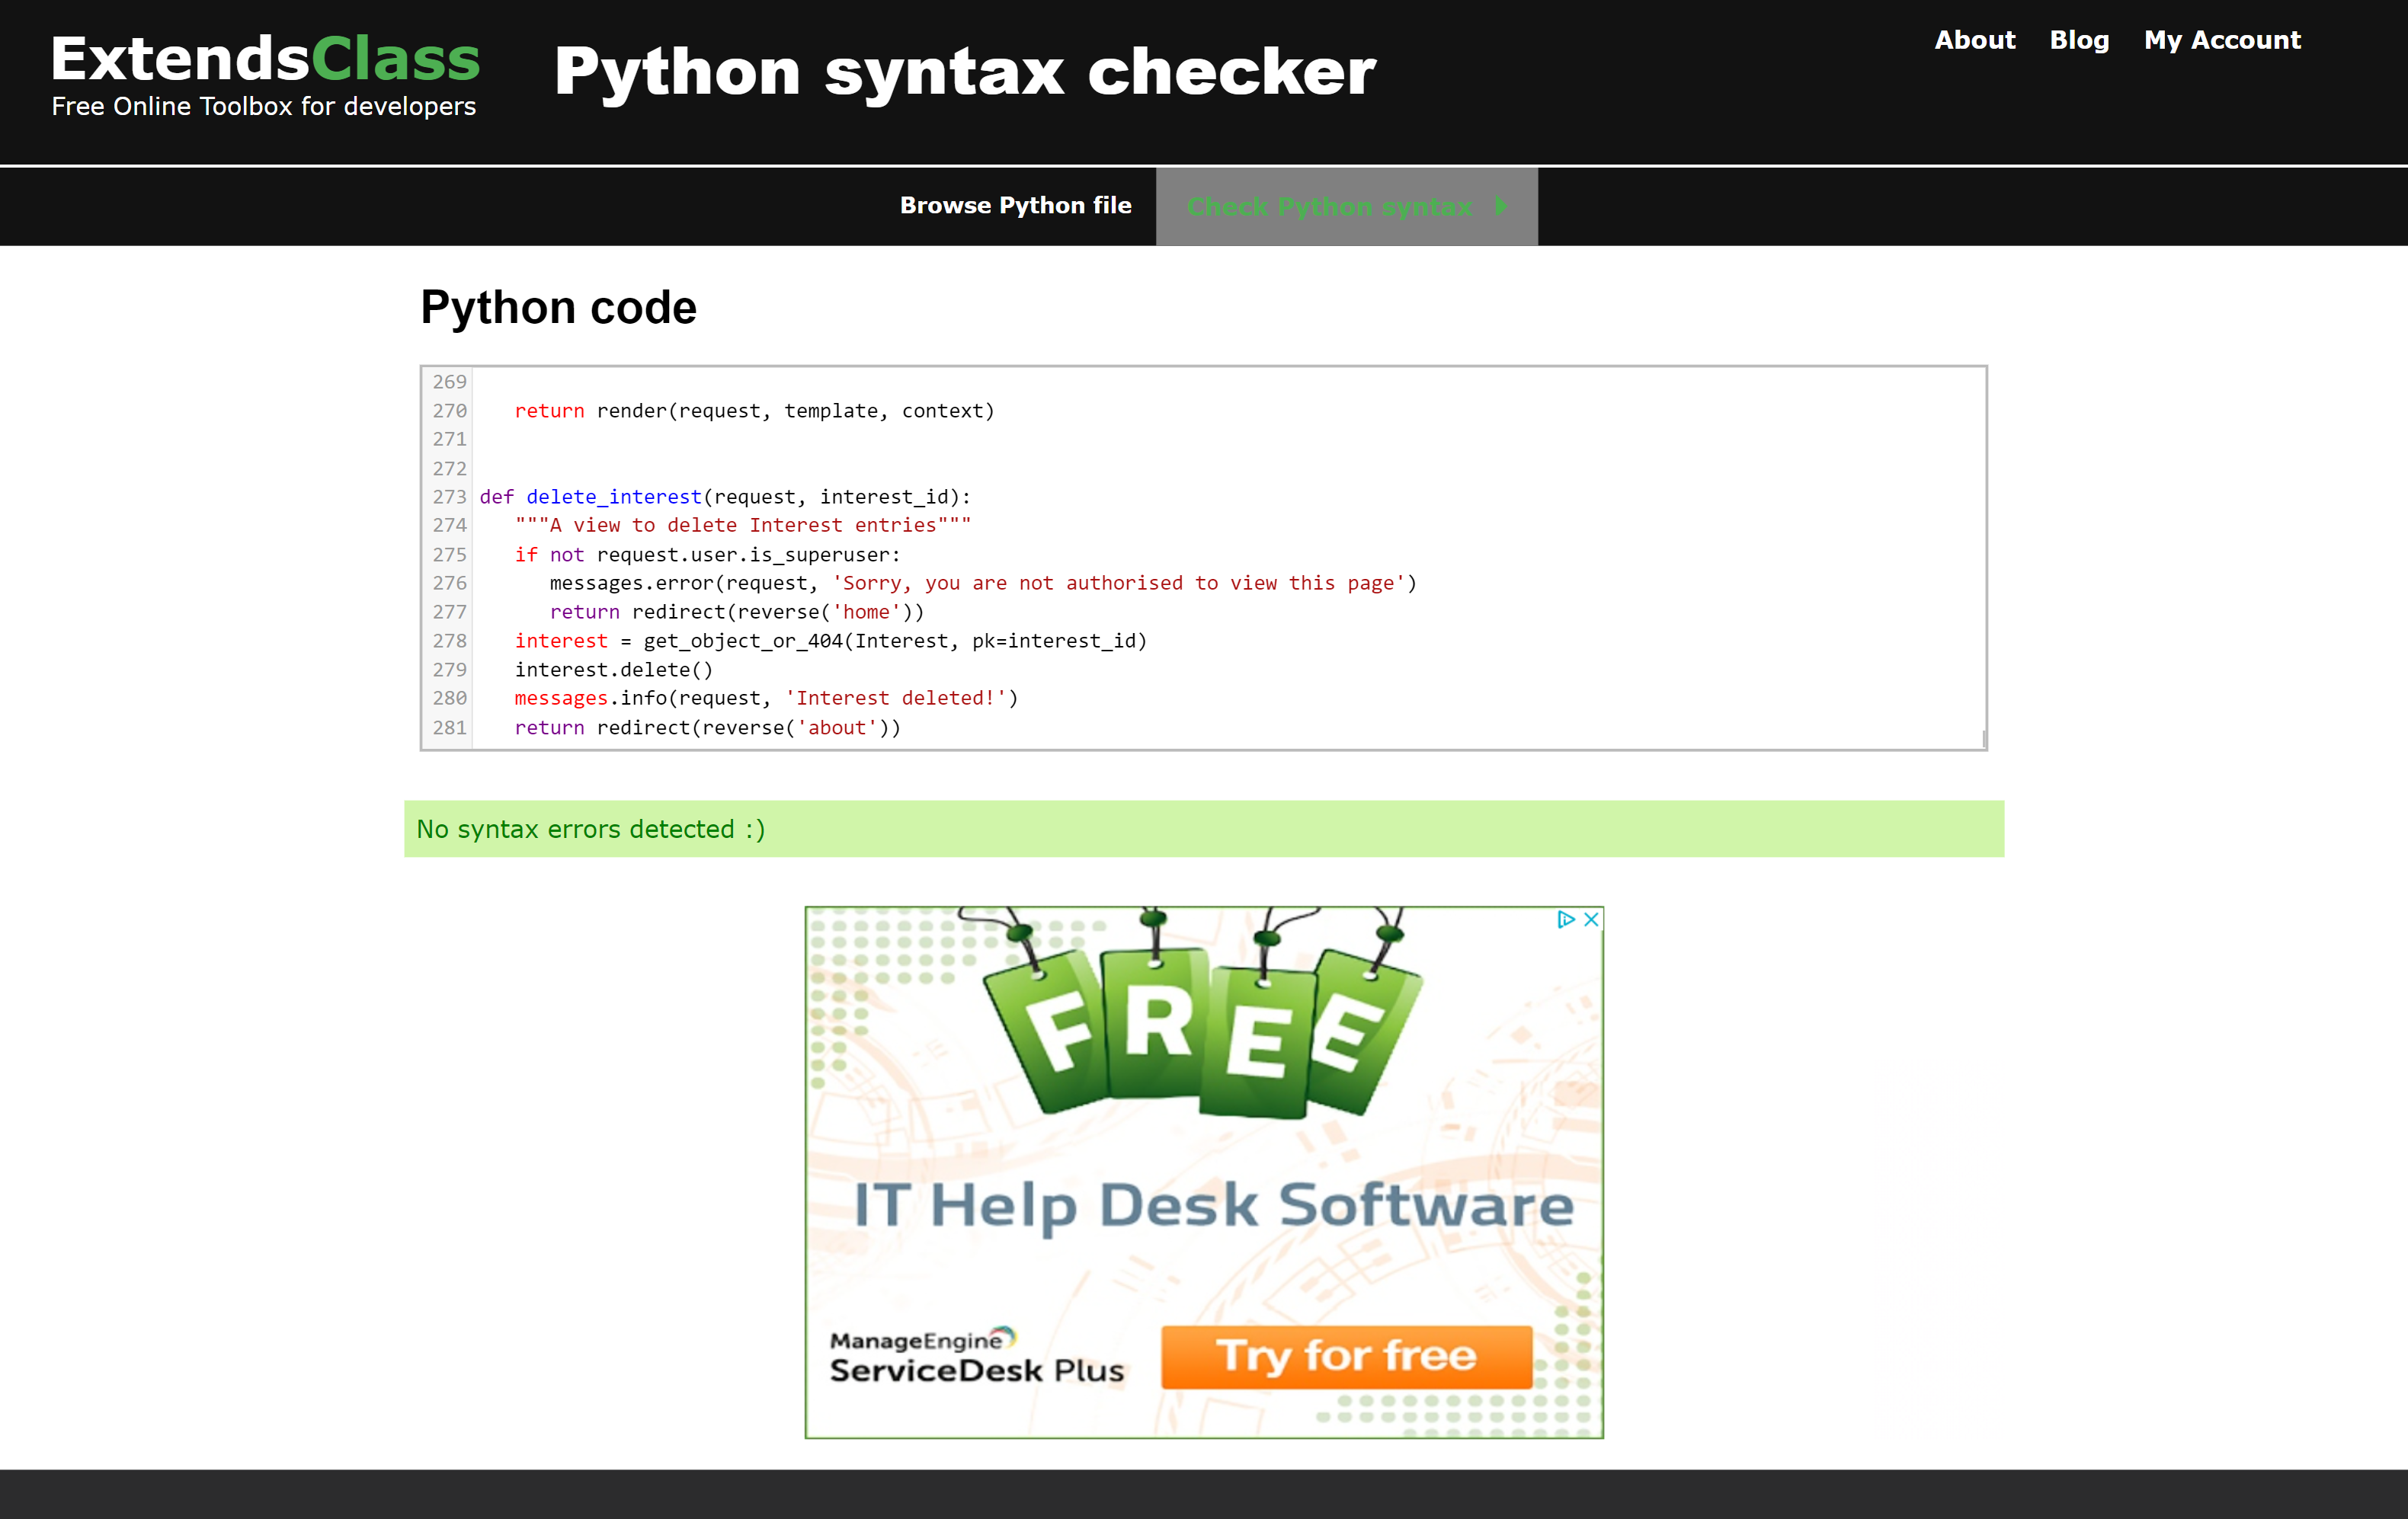 ExtendsClass
Free Online Toolbox for developers
Python syntax checker
About Blog My Account
Browse Python file
Check Python syntax
Python code
269
270 return render(request, template, context)
271
272
273 def delete_interest(request, interest_id):
274 """A view to delete Interest entries"""
275 if not request.user.is_superuser:
276 messages.error(request, 'Sorry, you are not authorised to view this page')
277 return redirect(reverse('home'))
278 interest = get_object_or_404(Interest, pk=interest_id)
279 interest.delete()
280 messages.info(request, 'Interest deleted!')
281 return redirect(reverse('about'))
No syntax errors detected :)
FREE
IT Help Desk Software
ManageEngine
ServiceDesk Plus
Try for free